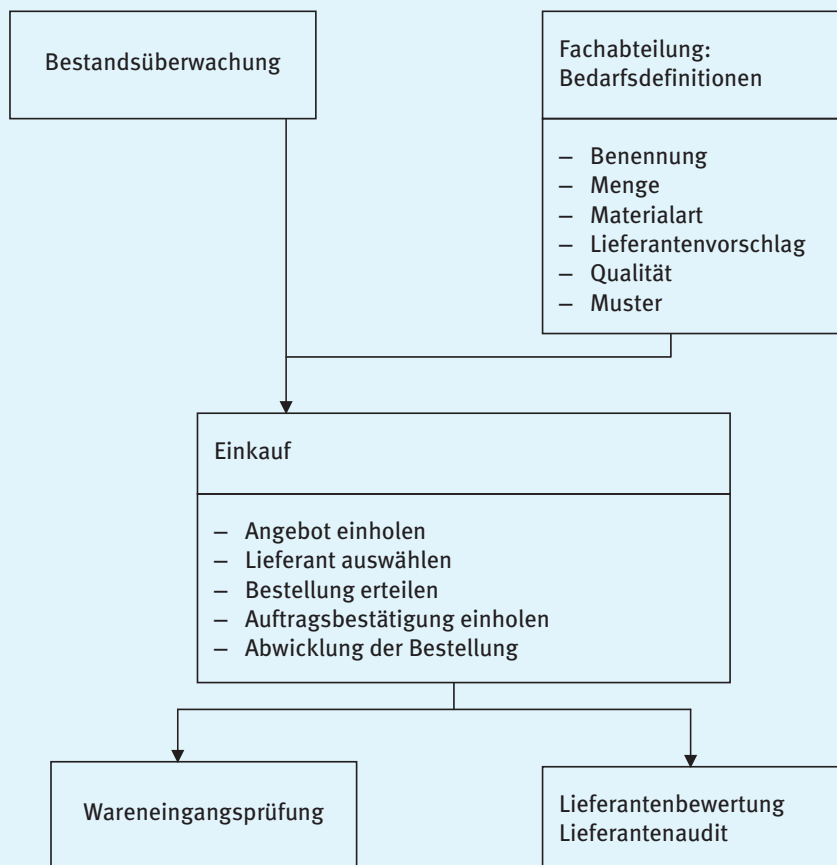 Bestandsüberwachung
Fachabteilung:
Bedarfsdefinitionen
– Benennung
– Menge
– Materialart
– Lieferantenvorschlag
– Qualität
– Muster
Einkauf
– Angebot einholen
– Lieferant auswählen
– Bestellung erteilen
– Auftragsbestätigung einholen
– Abwicklung der Bestellung
Wareneingangsprüfung
Lieferantenbewertung
Lieferantenaudit